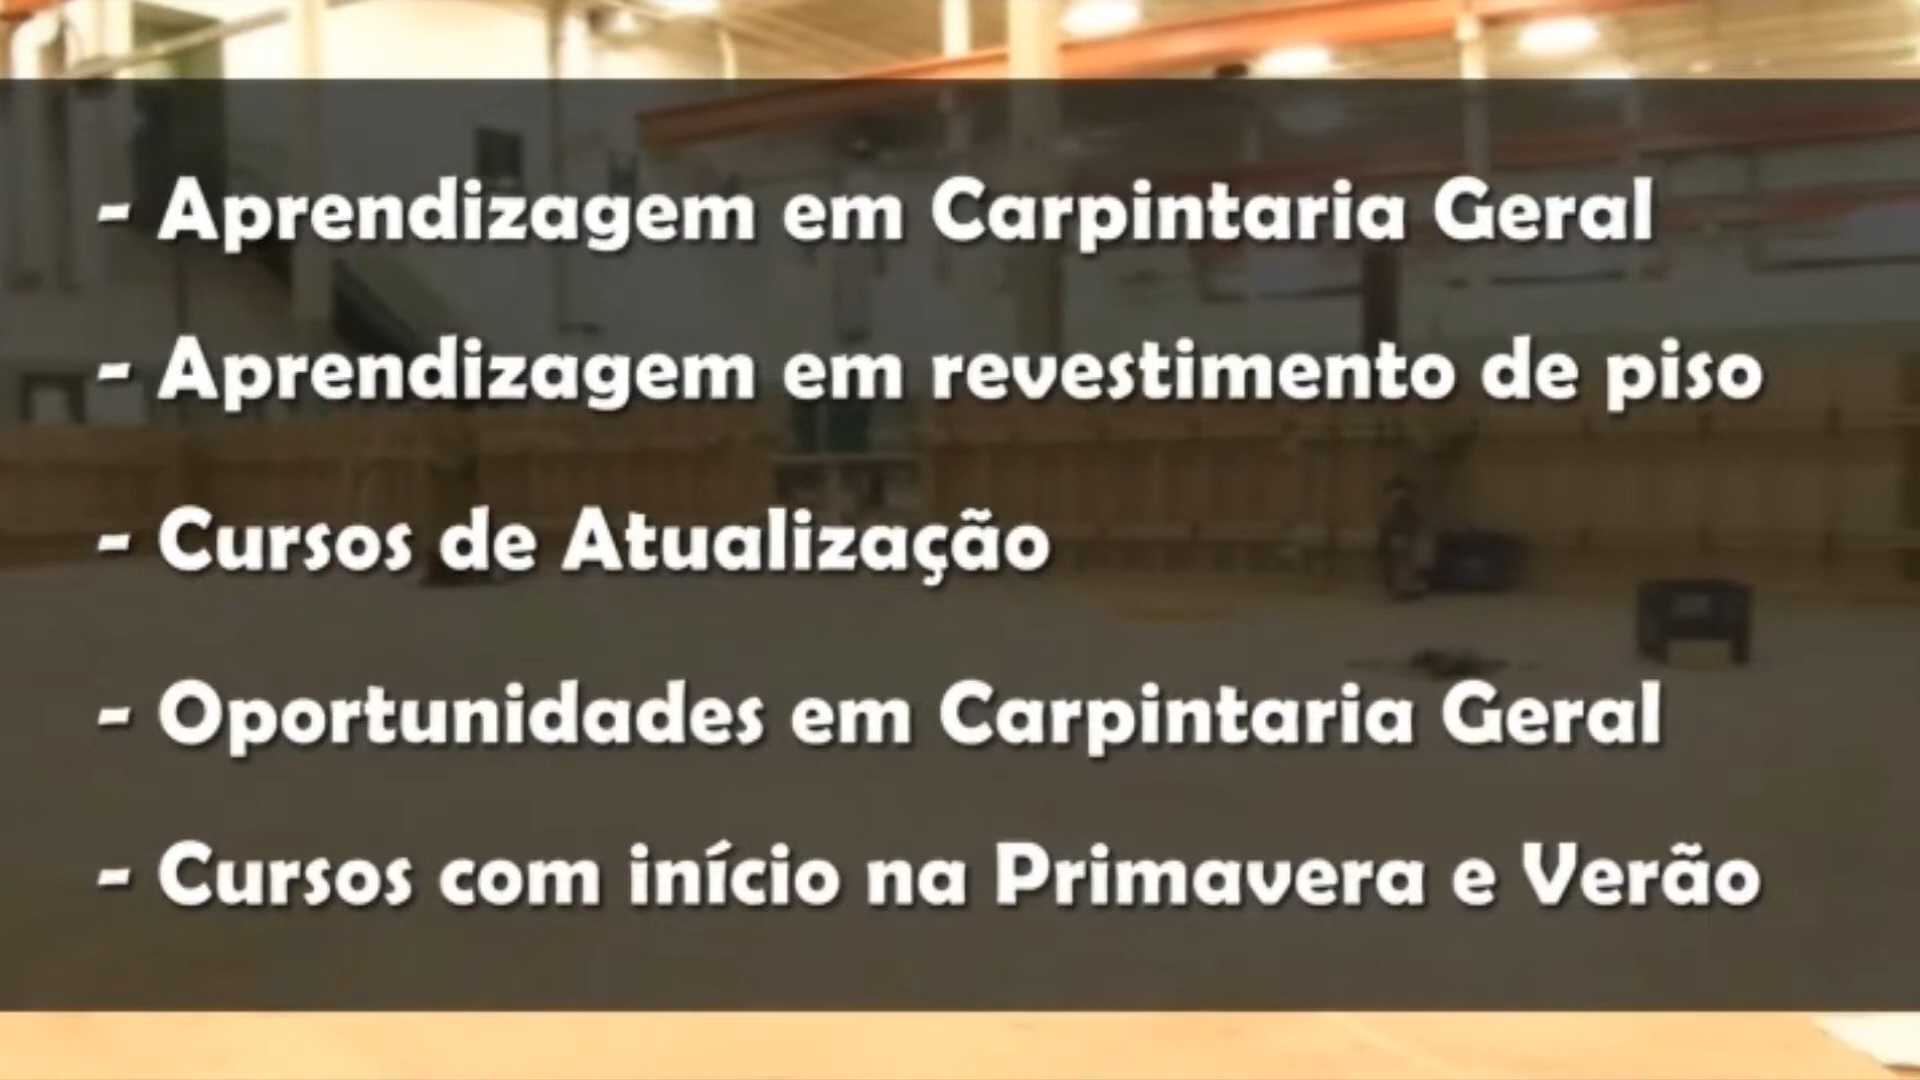 - Aprendizagem em Carpintaria Geral
- Aprendizagem em revestimento de piso
- Cursos de Atualização
- Oportunidades em Carpintaria Geral
- Cursos com início na Primavera e Verão